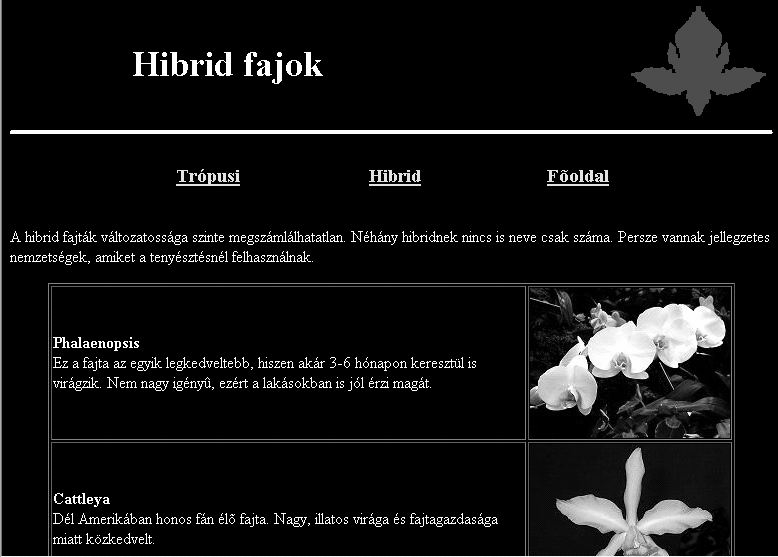 Hibrid fajok
Trópusi Hibrid Fõoldal
A hibrid fajták változatossága szinte megszámlálhatatlan. Néhány hibridnek nincs is neve csak száma. Persze vannak jellegzetes
nemzetségek, amiket a tenyésztésnél felhasználnak.
Phalaenopsis
Ez a fajta az egyik legkedveltebb, hiszen akár 3-6 hónapon keresztül is
virágzik. Nem nagy igényû, ezért a lakásokban is jól érzi magát.
Cattleya
Dél Amerikában honos fán élő fajta. Nagy, illatos virága és fajtagazdasága
miatt közkedvelt.